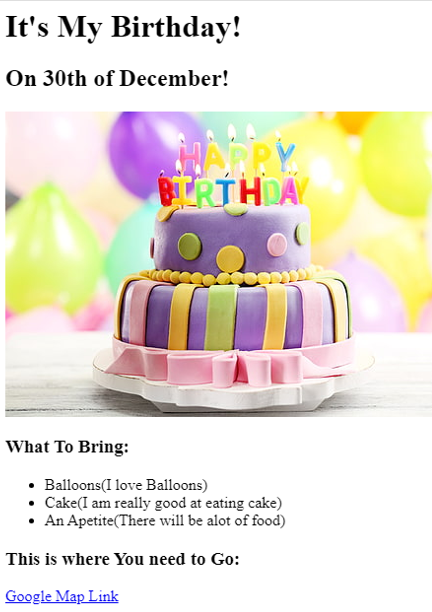 It's My Birthday!
On 30th of December!
HAPPY
BIRTHDAY
What To Bring:
Balloons(I love Balloons)
Cake(I am really good at eating cake)
An Apetite(There will be alot of food)
This is where You need to Go:
Google Map Link